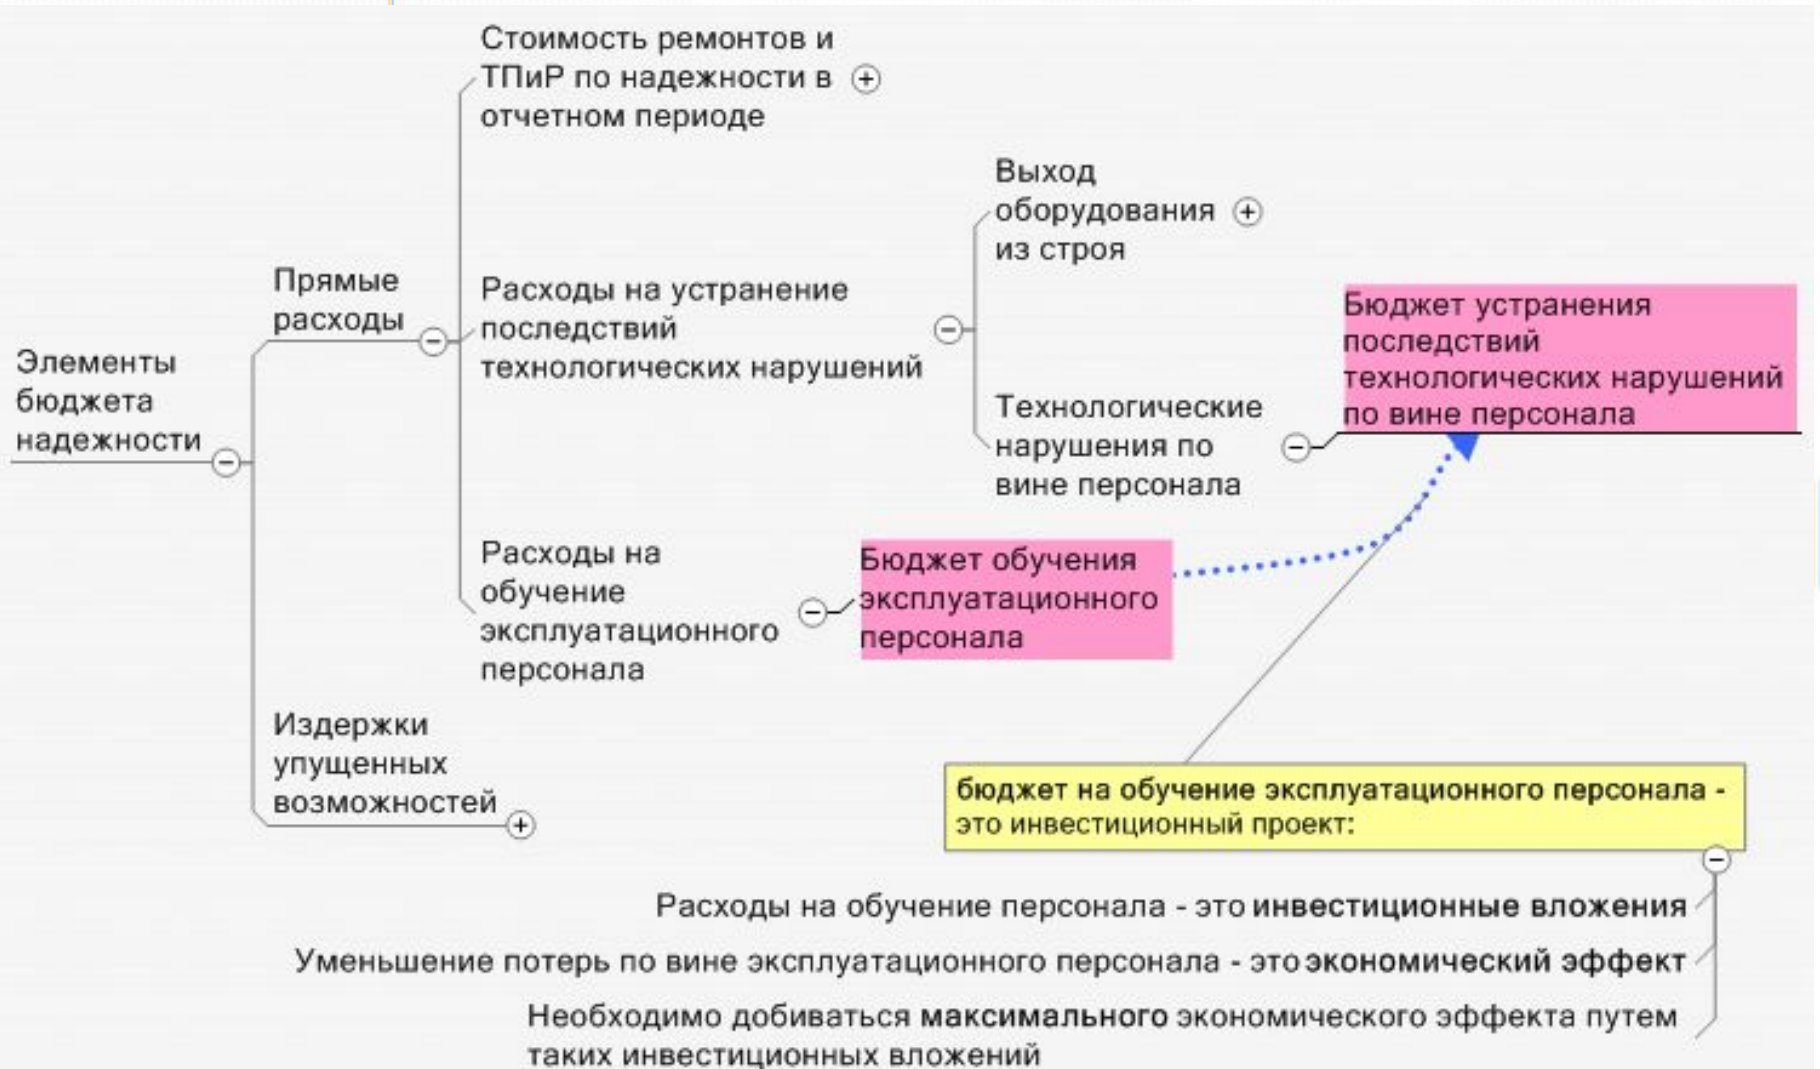 Стоимость ремонтов и
ТПиР по надежности в
отчетном периоде
Выход
оборудования
из строя
Прямые
расходы
Расходы на устранение
последствий
технологических нарушений
Бюджет устранения
последствий
технологических нарушений
по вине персонала
Элементы
бюджета
надежности
Технологические
нарушения по
вине персонала
Расходы на
обучение
эксплуатационного
персонала
Бюджет обучения
эксплуатационного
персонала
Издержки
упущенных
возможностей
бюджет на обучение эксплуатационного персонала -
это инвестиционный проект:
Расходы на обучение персонала - это инвестиционные вложения
Уменьшение потерь по вине эксплуатационного персонала - это экономический эффект
Необходимо добиваться максимального экономического эффекта путем
таких инвестиционных вложений